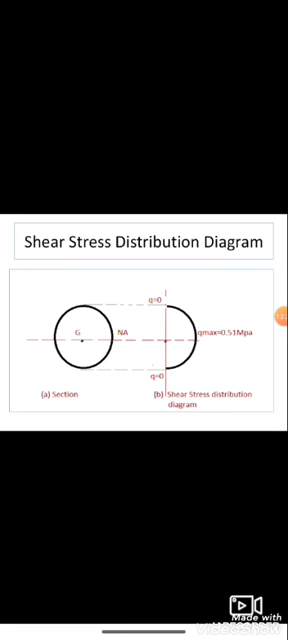 Shear Stress Distribution Diagram
q=0
G
NA
qmax=0.51Mpa
q=0
(a) Section
(b) Shear Stress distribution
diagram
Made with